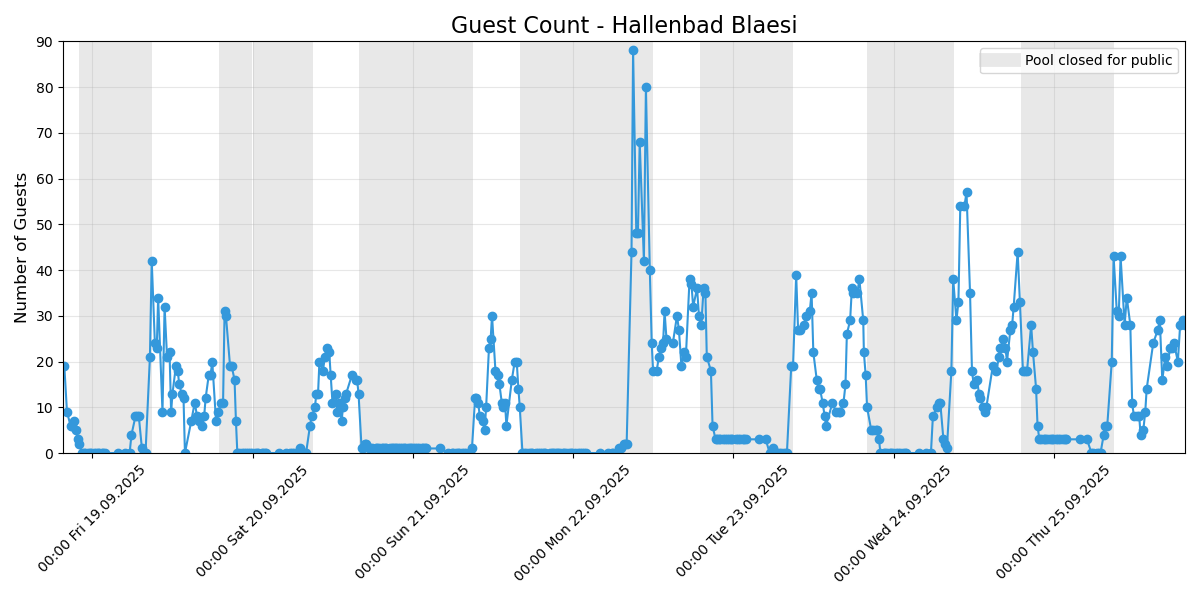 Guest Count - Hallenbad Blaesi
Pool closed for public
Number of Guests
90
80
70
60
50
40
30
20
10
0
00:00 Fri 19.09.2025
00:00 Sat 20.09.2025
00:00 Sun 21.09.2025
00:00 Mon 22.09.2025
00:00 Tue 23.09.2025
00:00 Wed 24.09.2025
00:00 Thu 25.09.2025